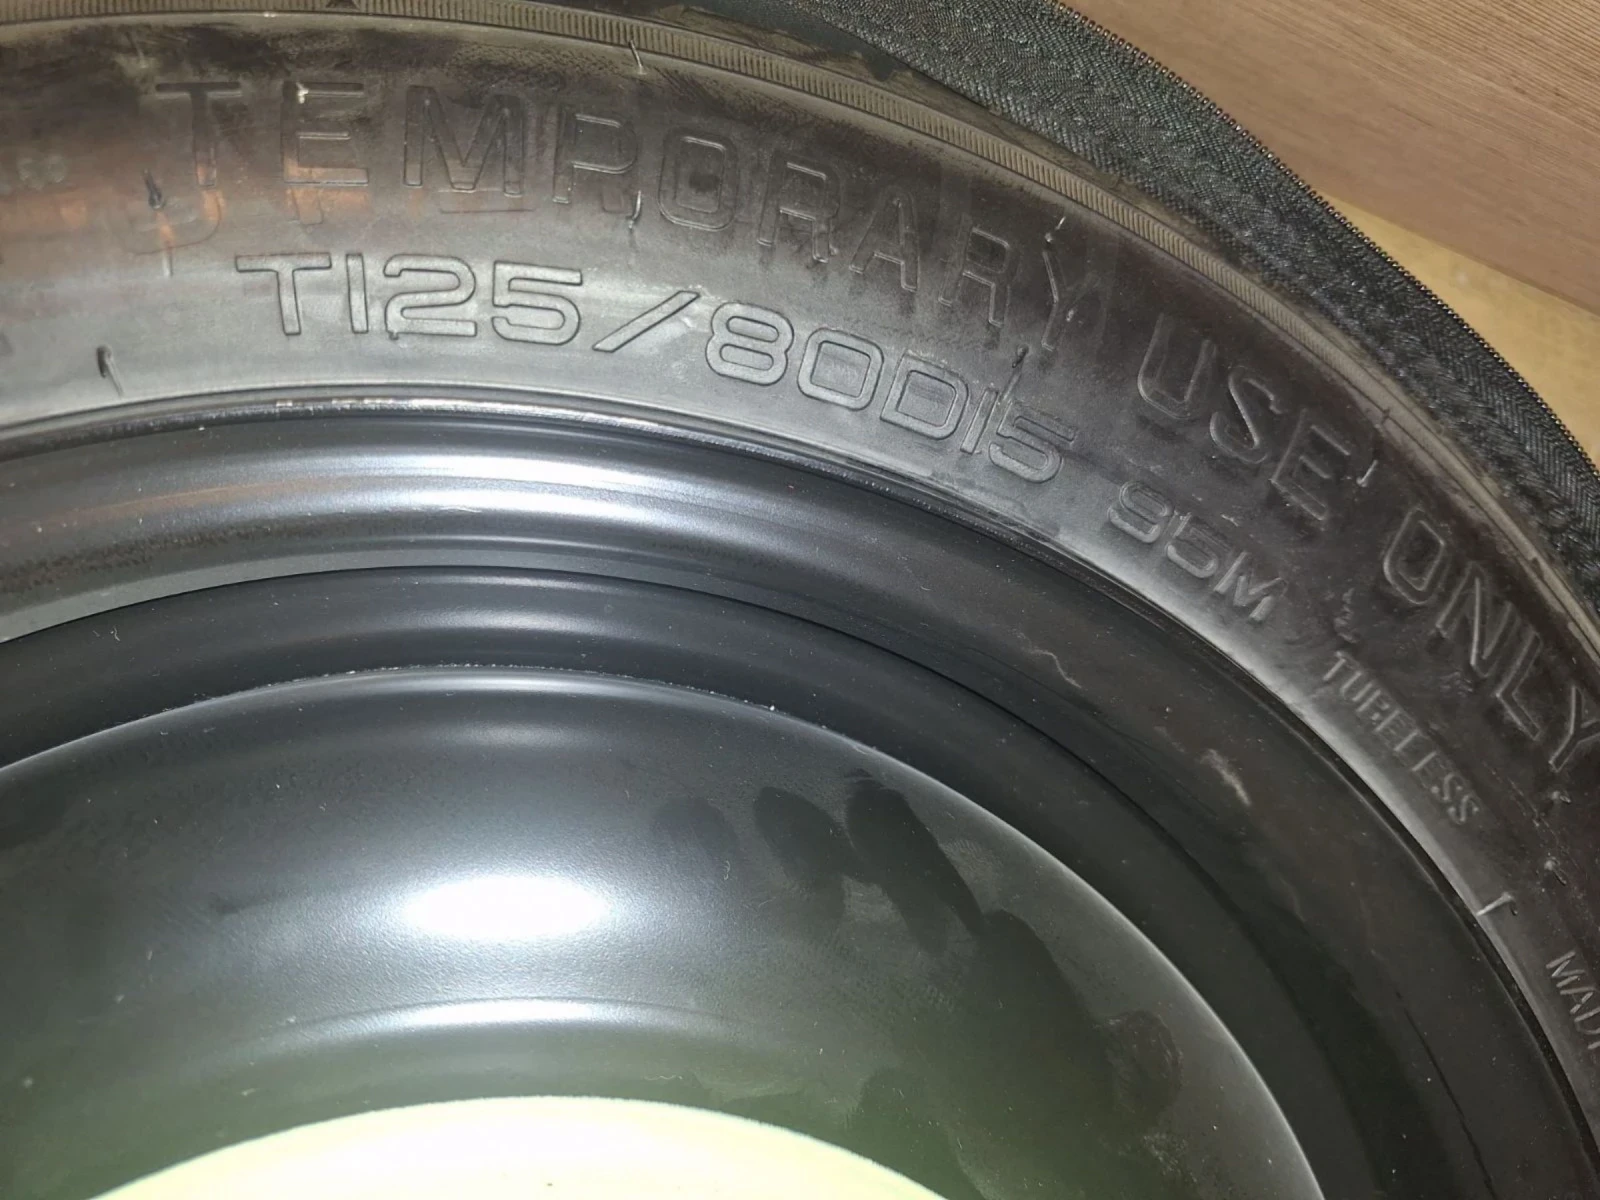 TEMPORARY USE ONLY
T125/80D15 95M
TUBELESS